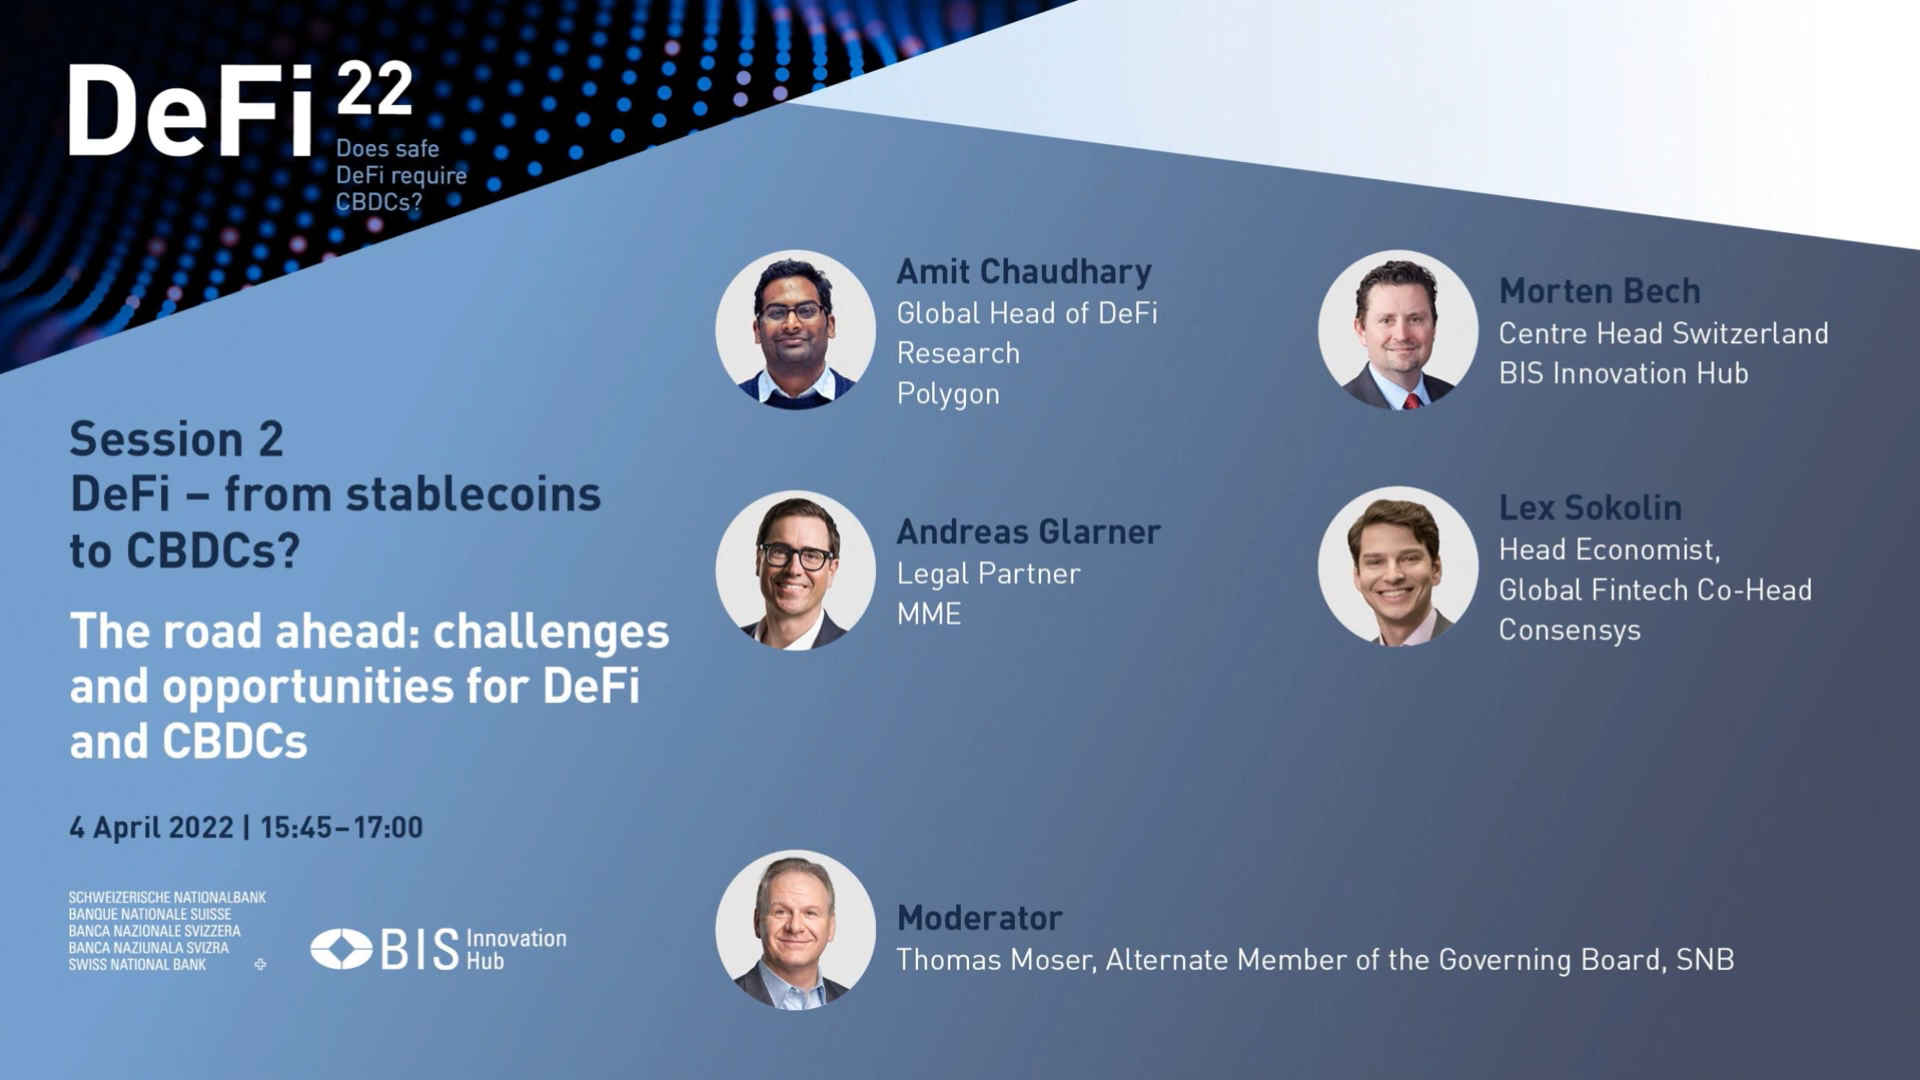 DeFi 22
Does safe
DeFi require
CBDCs?
Session 2
DeFi – from stablecoins
to CBDCs?
The road ahead: challenges
and opportunities for DeFi
and CBDCs
4 April 2022 | 15:45–17:00
SCHWEIZERISCHE NATIONALBANK
BANQUE NATIONALE SUISSE
BANCA NAZIONALE SVIZZERA
BANCA NAZIUNALA SVIZRA
SWISS NATIONAL BANK
BIS Innovation
Hub
Amit Chaudhary
Global Head of DeFi
Research
Polygon
Morten Bech
Centre Head Switzerland
BIS Innovation Hub
Andreas Glarner
Legal Partner
MME
Lex Sokolin
Head Economist,
Global Fintech Co-Head
Consensys
Moderator
Thomas Moser, Alternate Member of the Governing Board, SNB